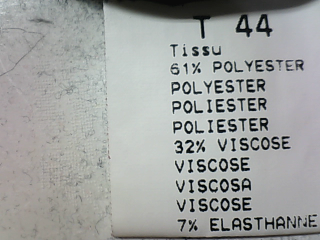 T 44
Tissu
61% POLYESTER
POLYESTER
POLIESTER
POLIESTER
32% VISCOSE
VISCOSE
VISCOSA
VISCOSE
7% ELASTHANNE